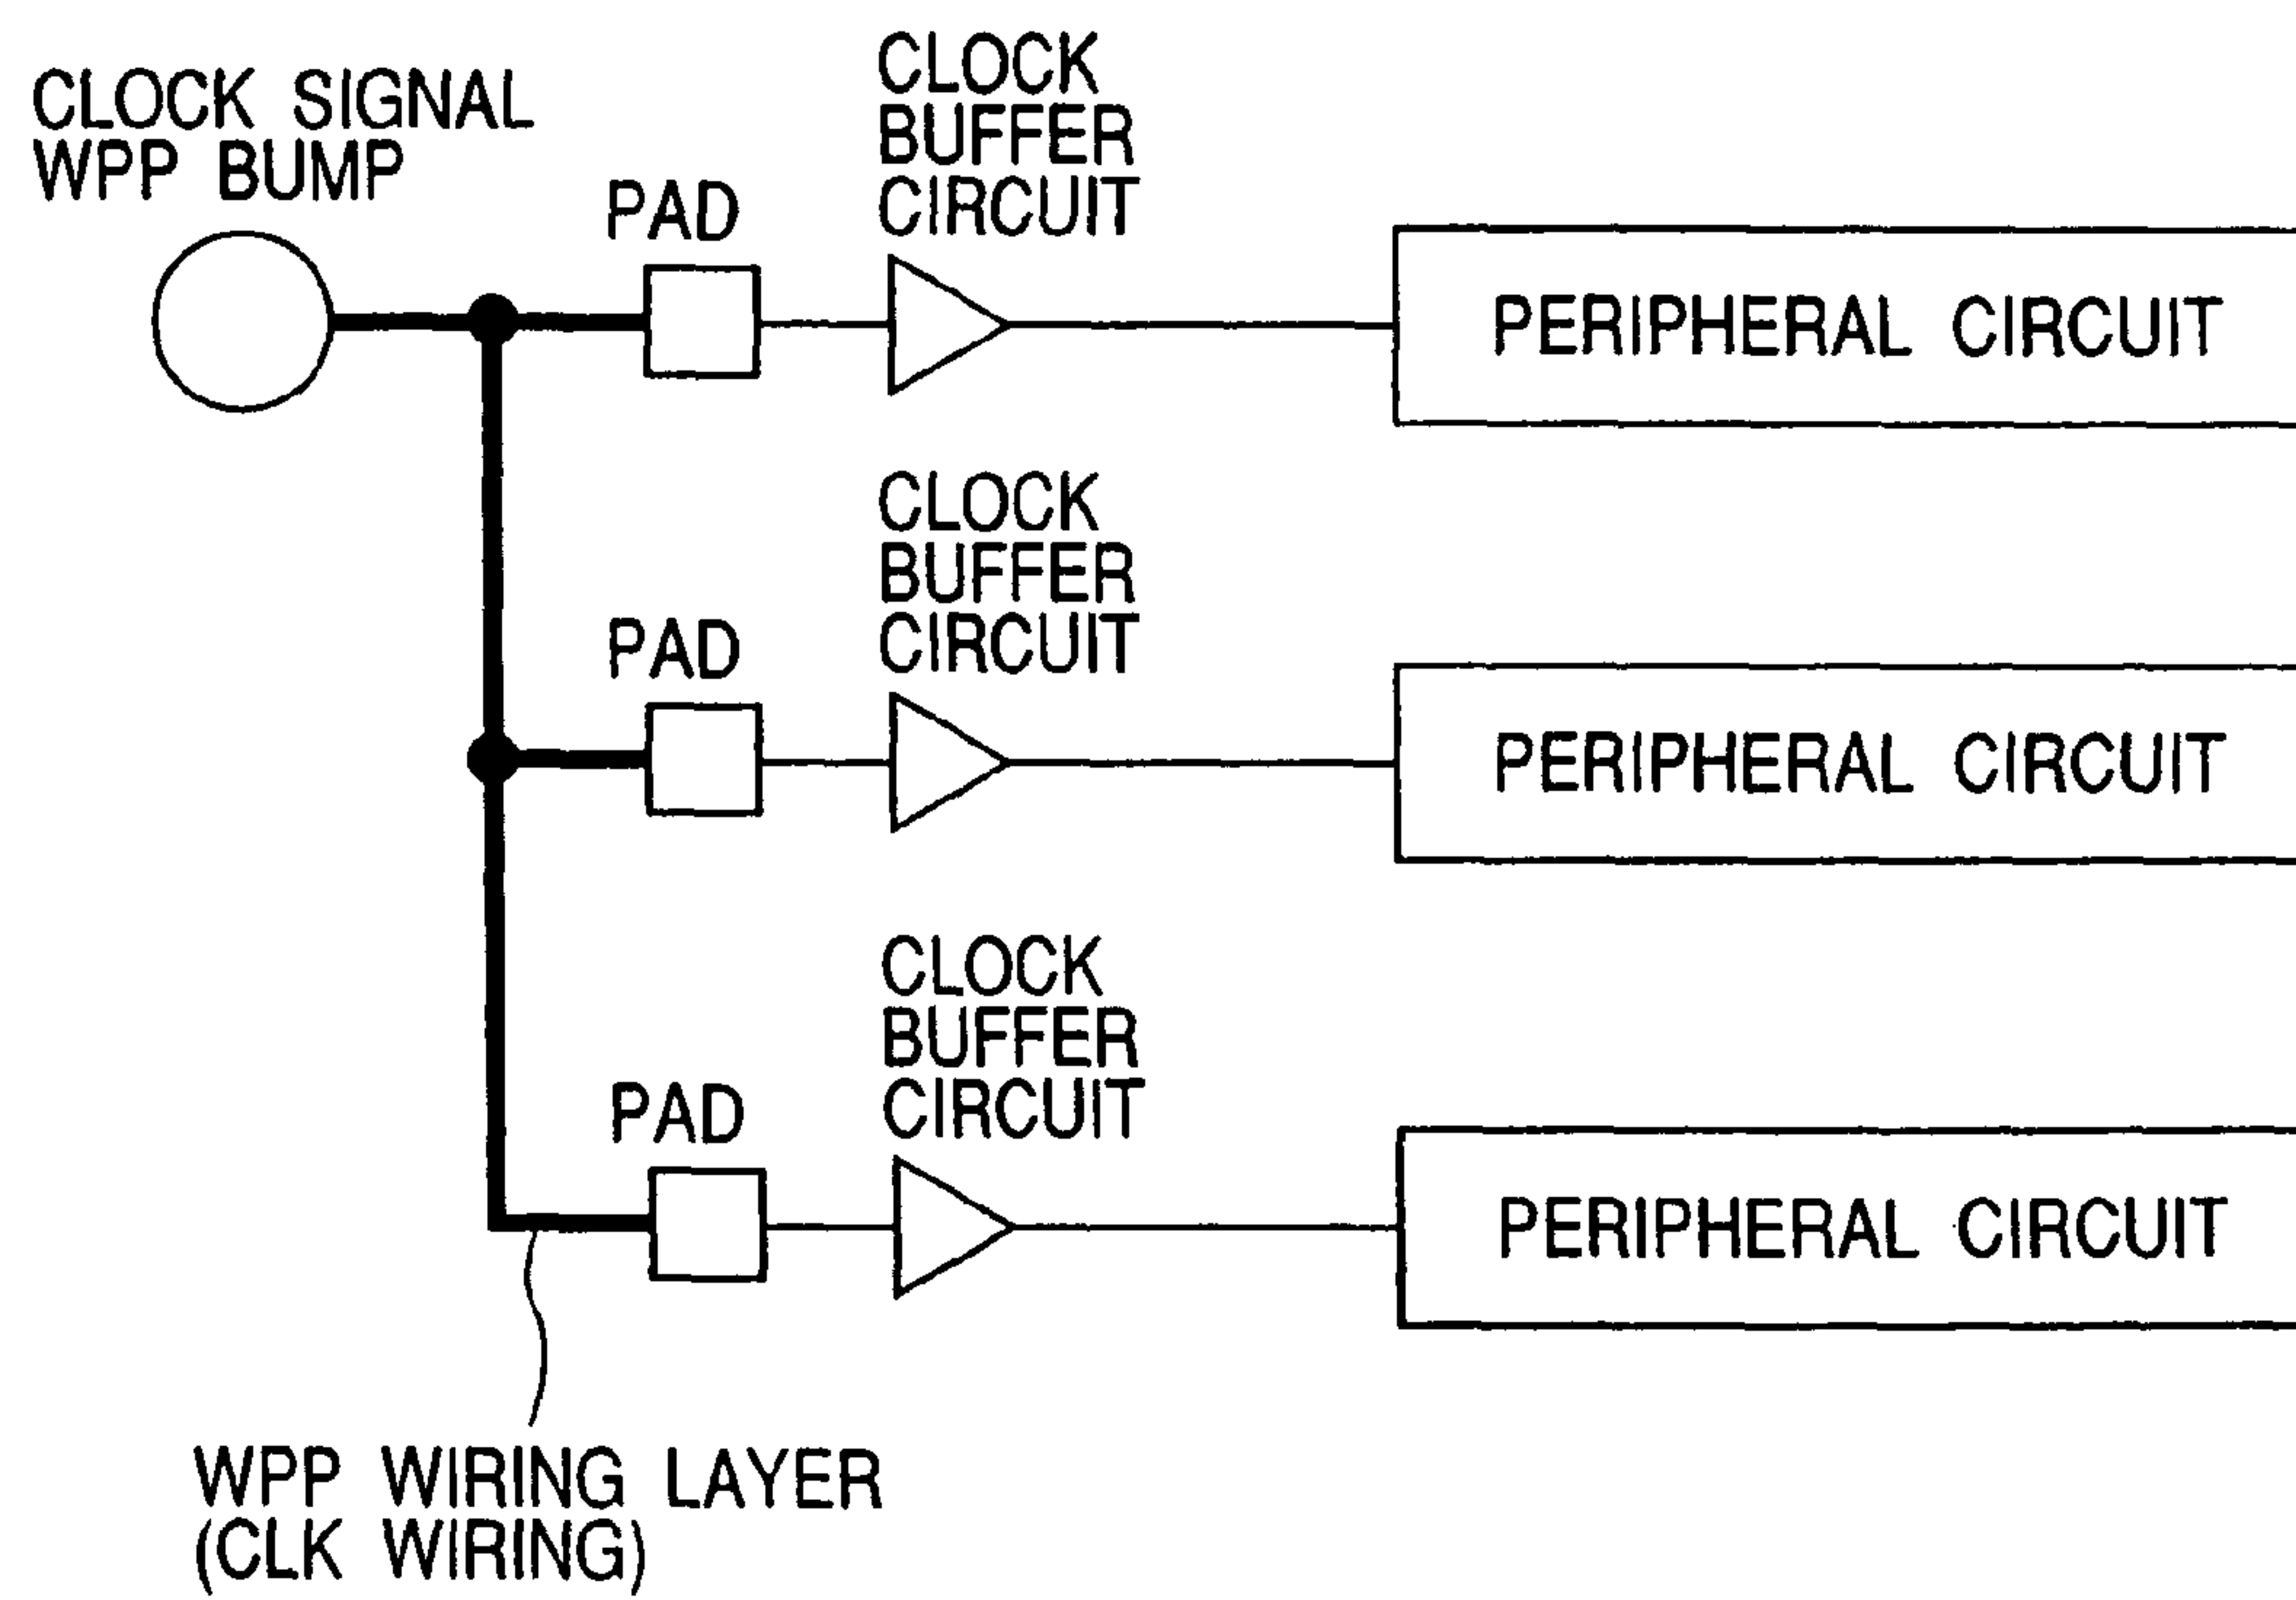 CLOCK SIGNAL
WPP BUMP
PAD
CLOCK
BUFFER
CIRCUIT
PERIPHERAL CIRCUIT
PAD
CLOCK
BUFFER
CIRCUIT
PERIPHERAL CIRCUIT
PAD
CLOCK
BUFFER
CIRCUIT
PERIPHERAL CIRCUIT
WPP WIRING LAYER
(CLK WIRING)